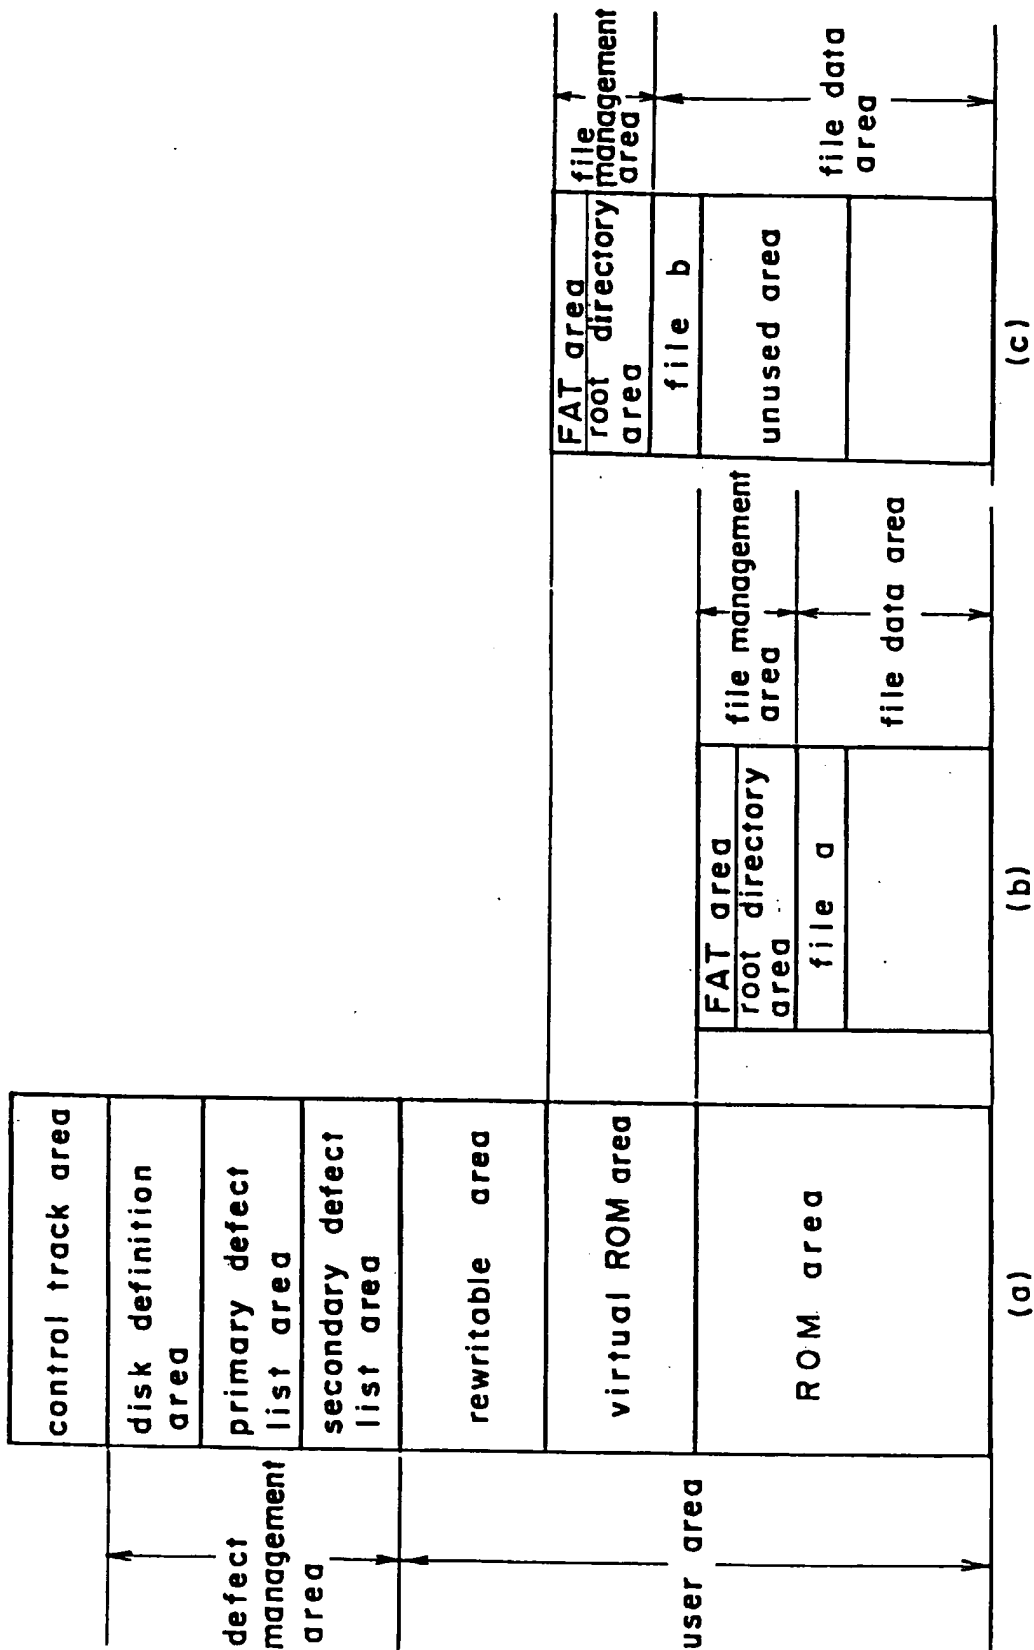 defect
management
area
user area
control track area
disk definition
area
primary defect
list area
secondary defect
list area
rewritable area
virtual ROM area
ROM area
(a)
FAT area
root directory
area
file a
file management
area
file data area
(b)
FAT area
root directory
area
file b
unused area
file
management
area
file data
area
(c)